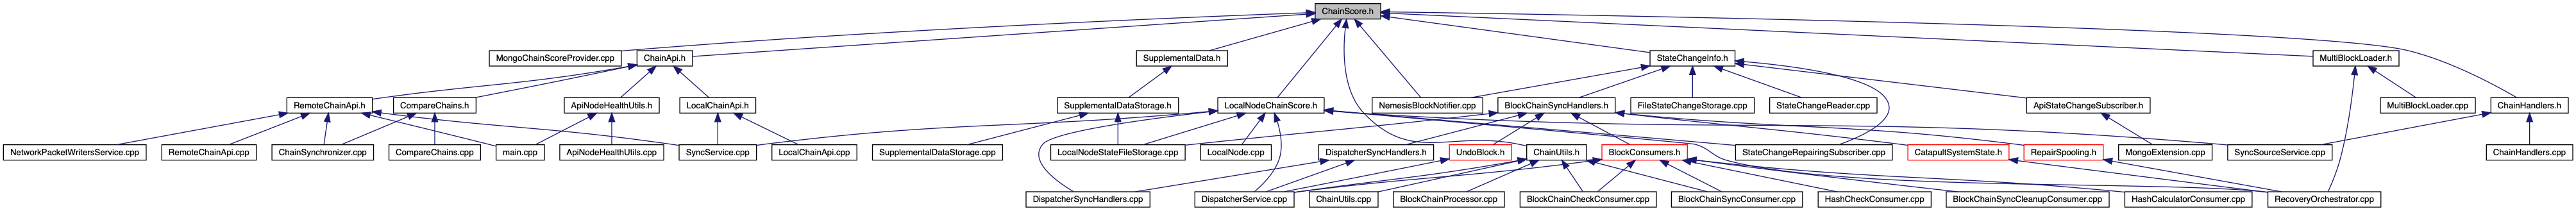 ChainScore.h
MongoChainScoreProvider.cpp
ChainApi.h
SupplementalData.h
StateChangeInfo.h
MultiBlockLoader.h
RemoteChainApi.h
CompareChains.h
ApiNodeHealthUtils.h
LocalChainApi.h
SupplementalDataStorage.h
LocalNodeChainScore.h
NemesisBlockNotifier.cpp
BlockChainSyncHandlers.h
FileStateChangeStorage.cpp
StateChangeReader.cpp
ApiStateChangeSubscriber.h
MultiBlockLoader.cpp
ChainHandlers.h
NetworkPacketWritersService.cpp
RemoteChainApi.cpp
ChainSynchronizer.cpp
CompareChains.cpp
main.cpp
ApiNodeHealthUtils.cpp
SyncService.cpp
LocalChainApi.cpp
SupplementalDataStorage.cpp
LocalNodeStateFileStorage.cpp
LocalNode.cpp
DispatcherSyncHandlers.h
UndoBlock.h
ChainUtils.h
BlockConsumers.h
StateChangeRepairingSubscriber.cpp
CatapultSystemState.h
RepairSpooling.h
MongoExtension.cpp
SyncSourceService.cpp
ChainHandlers.cpp
DispatcherSyncHandlers.cpp
DispatcherService.cpp
ChainUtils.cpp
BlockChainProcessor.cpp
BlockChainCheckConsumer.cpp
BlockChainSyncConsumer.cpp
HashCheckConsumer.cpp
BlockChainSyncCleanupConsumer.cpp
HashCalculatorConsumer.cpp
RecoveryOrchestrator.cpp